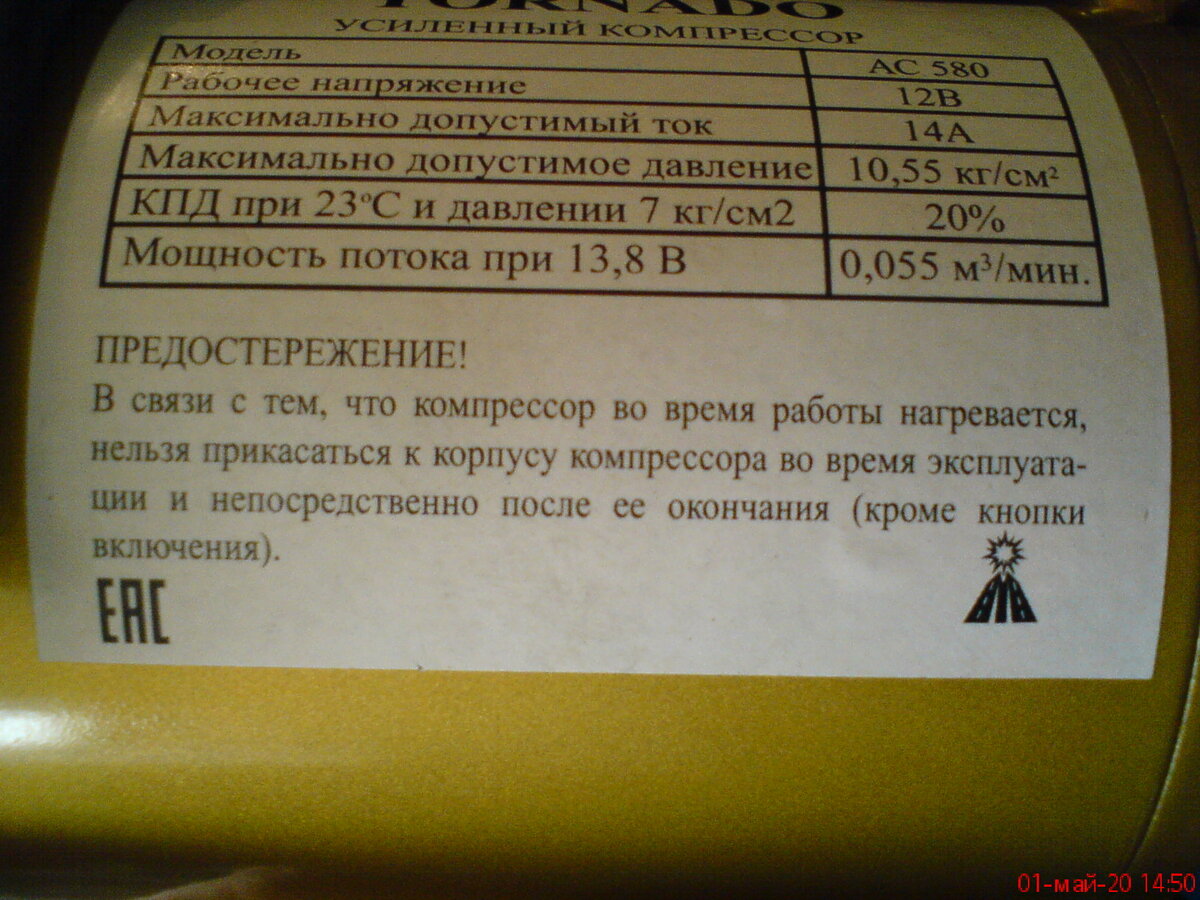 TORNADO
УСИЛЕННЫЙ КОМПРЕССОР
Модель АС 580
Рабочее напряжение 12В
Максимально допустимый ток 14А
Максимально допустимое давление 10,55 кг/см²
КПД при 23°С и давлении 7 кг/см2 20%
Мощность потока при 13,8 В 0,055 м³/мин.
ПРЕДОСТЕРЕЖЕНИЕ!
В связи с тем, что компрессор во время работы нагревается,
нельзя прикасаться к корпусу компрессора во время эксплуата-
ции и непосредственно после ее окончания (кроме кнопки
включения).
ЕАС
01-май-20 14:50